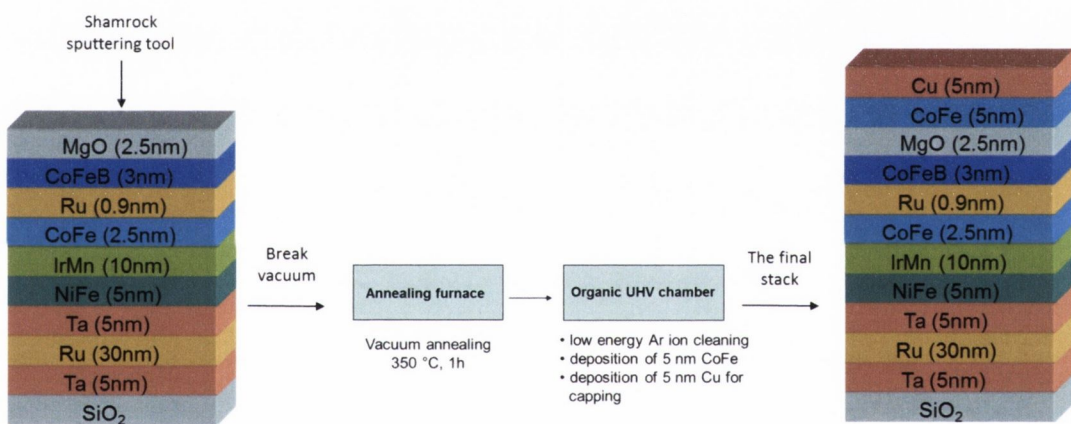 Shamrock
sputtering tool
MgO (2.5nm)
CoFeB (3nm)
Ru (0.9nm)
CoFe (2.5nm)
IrMn (10nm)
NiFe (5nm)
Ta (5nm)
Ru (30nm)
Ta (5nm)
SiO₂
Break
vacuum
Annealing furnace
Vacuum annealing
350 °C, 1h
Organic UHV chamber
• low energy Ar ion cleaning
• deposition of 5 nm CoFe
• deposition of 5 nm Cu for
capping
The final
stack
Cu (5nm)
CoFe (5nm)
MgO (2.5nm)
CoFeB (3nm)
Ru (0.9nm)
CoFe (2.5nm)
IrMn (10nm)
NiFe (5nm)
Ta (5nm)
Ru (30nm)
Ta (5nm)
SiO₂